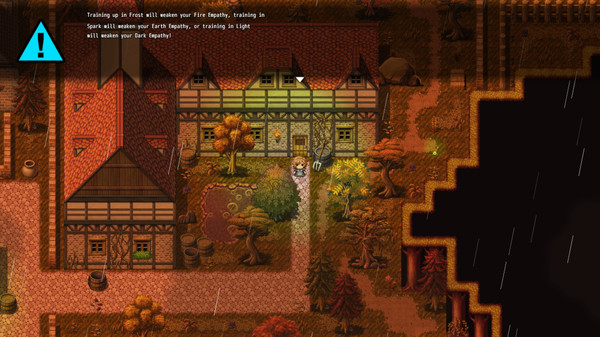 Training up in Frost will weaken your Fire Empathy, training in
Spark will weaken your Earth Empathy, or training in light
will weaken your Dark Empathy!